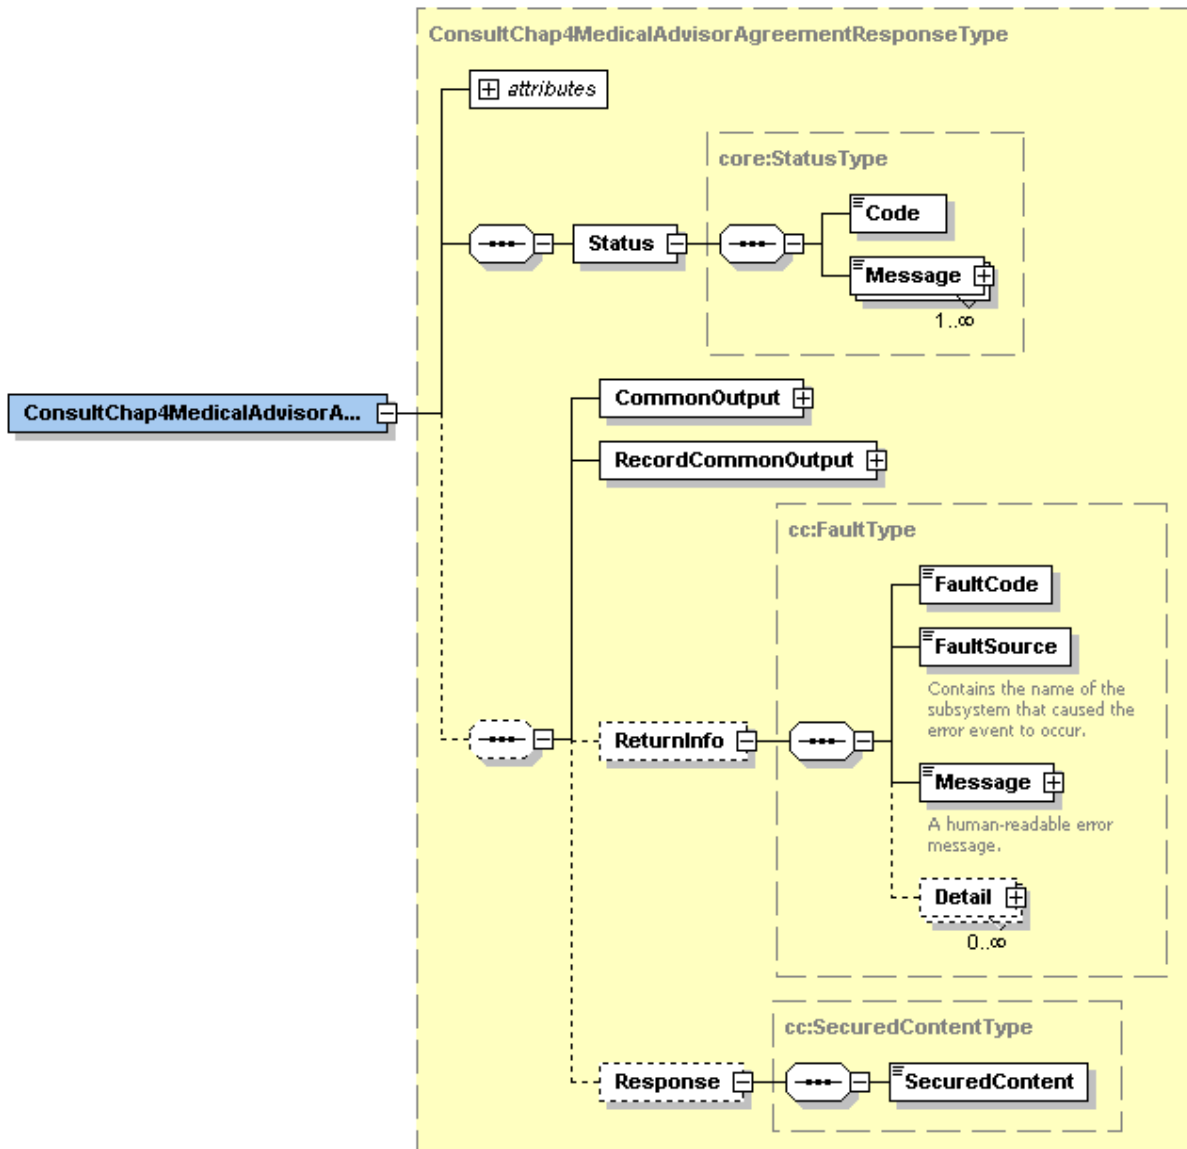 ConsultChap4MedicalAdvisorAgreementResponseType
attributes
core:StatusType
Code
Status
Message
1..∞
ConsultChap4MedicalAdvisorA...
CommonOutput
RecordCommonOutput
cc:FaultType
FaultCode
FaultSource
Contains the name of the
subsystem that caused the
error event to occur.
ReturnInfo
Message
A human-readable error
message.
Detail
0..∞
cc:SecuredContentType
Response
SecuredContent